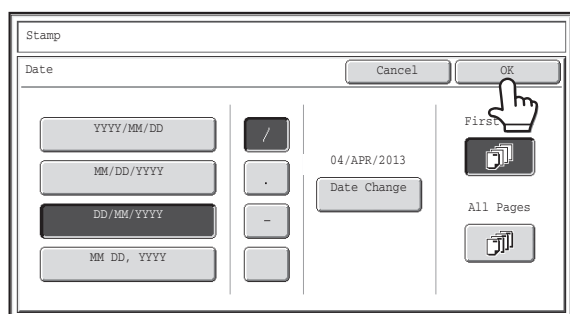 Stamp
Date
Cancel
OK
YYYY/MM/DD
MM/DD/YYYY
DD/MM/YYYY
MM DD, YYYY
/
.
-
04/APR/2013
Date Change
First
All Pages